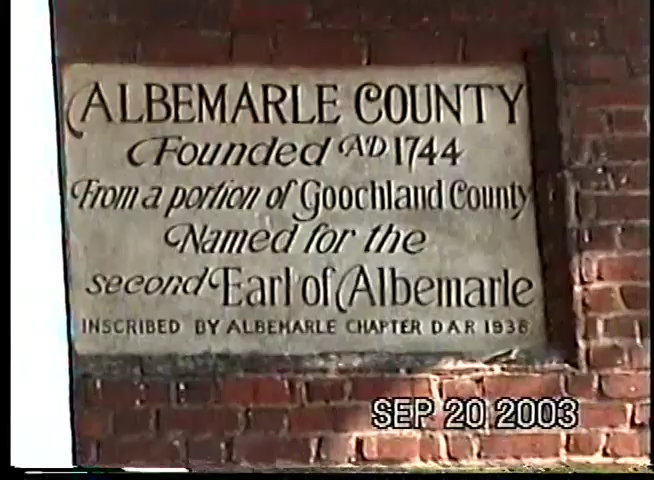 ALBEMARLE COUNTY
Founded AD 1744
From a portion of Goochland County
Named for the
second Earl of Albemarle
INSCRIBED BY ALBEMARLE CHAPTER D A R 1938
SEP 20 2003